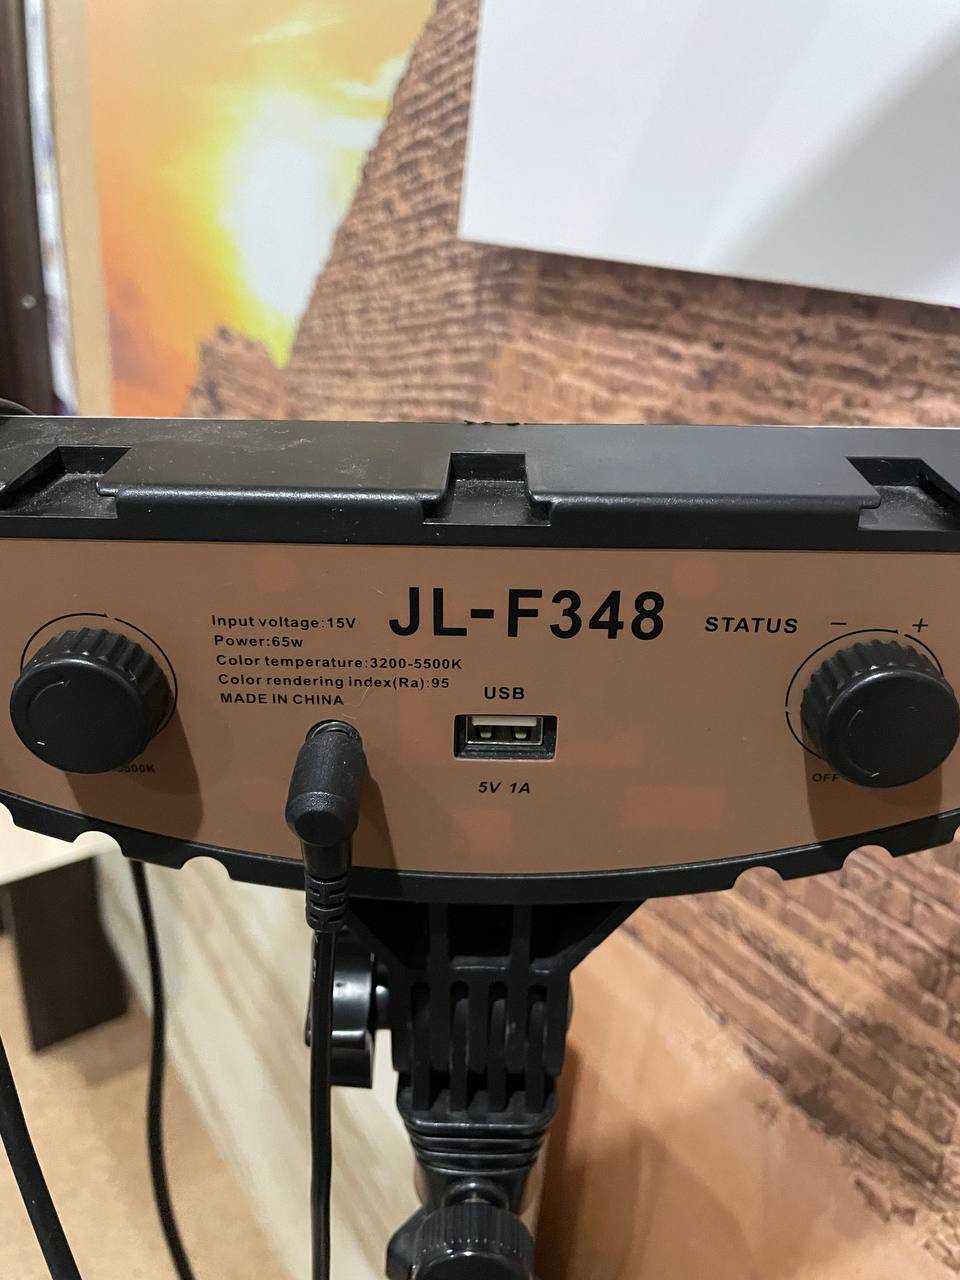 JL-F348
Input voltage:15V
Power:65w
Color temperature:3200-5500K
Color rendering index(Ra):95
MADE IN CHINA
STATUS
- +
USB
5V 1A
OFF